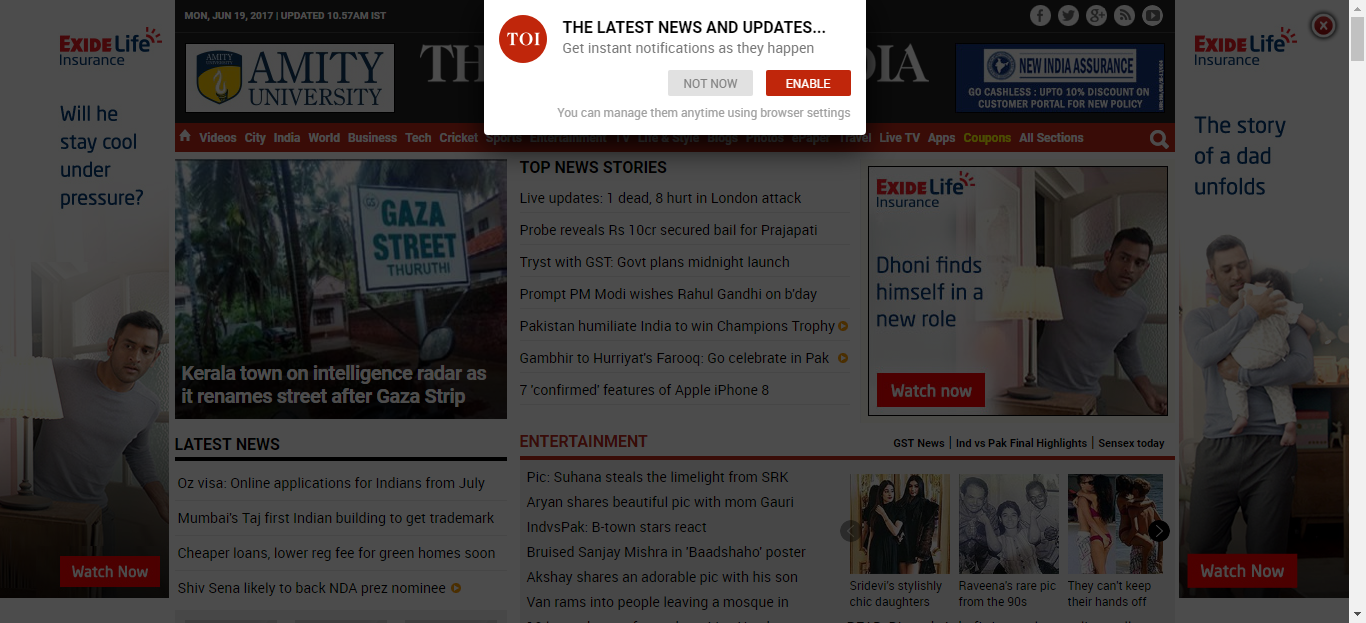 EXIDE Life
Insurance
Will he
stay cool
under
pressure?
Watch Now
MON, JUN 19, 2017 | UPDATED 10.57AM IST
AMITY
UNIVERSITY
TH
DIA
TOI
THE LATEST NEWS AND UPDATES...
Get instant notifications as they happen
NOT NOW
ENABLE
You can manage them anytime using browser settings
NEW INDIA ASSURANCE
GO CASHLESS : UPTO 10% DISCOUNT ON
CUSTOMER PORTAL FOR NEW POLICY
Videos City India World Business Tech Cricket Sports Entertainment TV Life & Style Blogs Photos ePaper Travel Live TV Apps Coupons All Sections
GAZA
STREET
THURUTHI
Kerala town on intelligence radar as
it renames street after Gaza Strip
TOP NEWS STORIES
Live updates: 1 dead, 8 hurt in London attack
Probe reveals Rs 10cr secured bail for Prajapati
Tryst with GST: Govt plans midnight launch
Prompt PM Modi wishes Rahul Gandhi on b'day
Pakistan humiliate India to win Champions Trophy
Gambhir to Hurriyat's Farooq: Go celebrate in Pak
7 'confirmed' features of Apple iPhone 8
EXIDE Life
Insurance
Dhoni finds
himself in a
new role
Watch now
LATEST NEWS
Oz visa: Online applications for Indians from July
Mumbai's Taj first Indian building to get trademark
Cheaper loans, lower reg fee for green homes soon
Shiv Sena likely to back NDA prez nominee
ENTERTAINMENT
GST News | Ind vs Pak Final Highlights | Sensex today
Pic: Suhana steals the limelight from SRK
Aryan shares beautiful pic with mom Gauri
IndvsPak: B-town stars react
Bruised Sanjay Mishra in 'Baadshaho' poster
Akshay shares an adorable pic with his son
Van rams into people leaving a mosque in
Sridevi's stylishly
chic daughters
Raveena's rare pic
from the 90s
They can't keep
their hands off
EXIDE Life
Insurance
The story
of a dad
unfolds
Watch Now